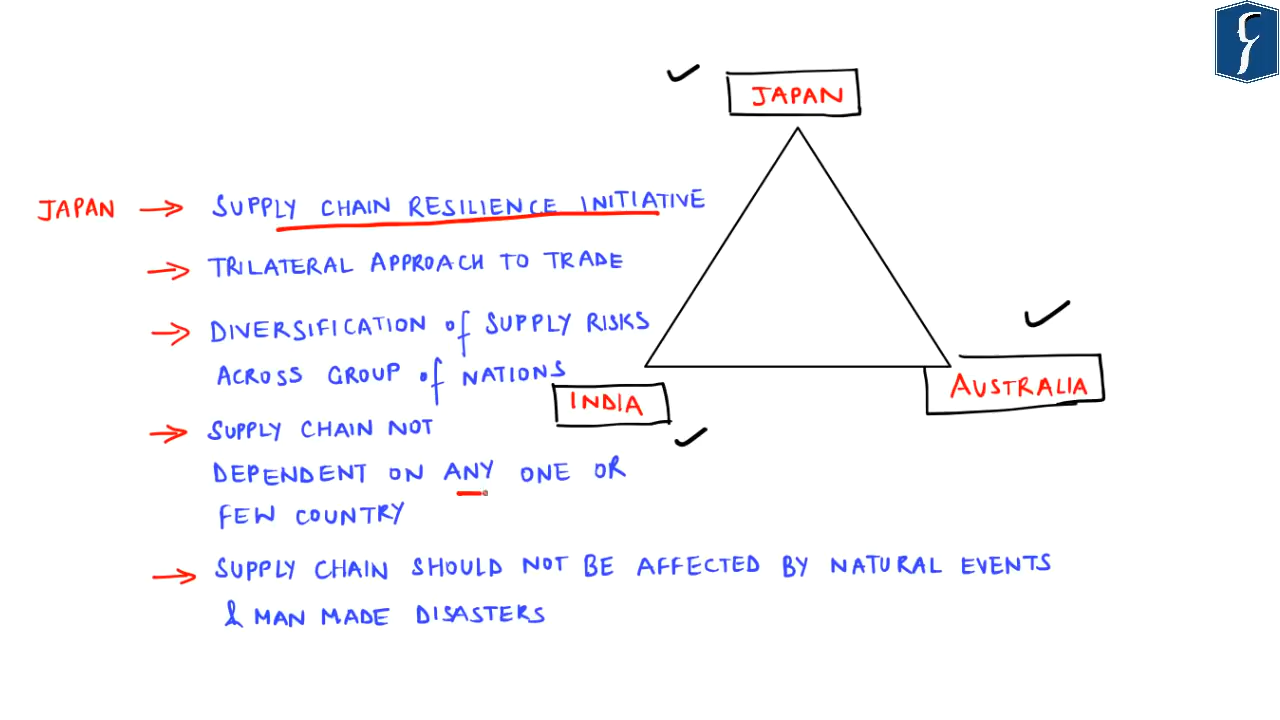 JAPAN
JAPAN → SUPPLY CHAIN RESILIENCE INITIATIVE
→ TRILATERAL APPROACH TO TRADE
→ DIVERSIFICATION of SUPPLY RISKS
ACROSS GROUP of NATIONS
INDIA
AUSTRALIA
→ SUPPLY CHAIN NOT
DEPENDENT ON ANY ONE OR
FEW COUNTRY
→ SUPPLY CHAIN SHOULD NOT BE AFFECTED BY NATURAL EVENTS
& MAN MADE DISASTERS